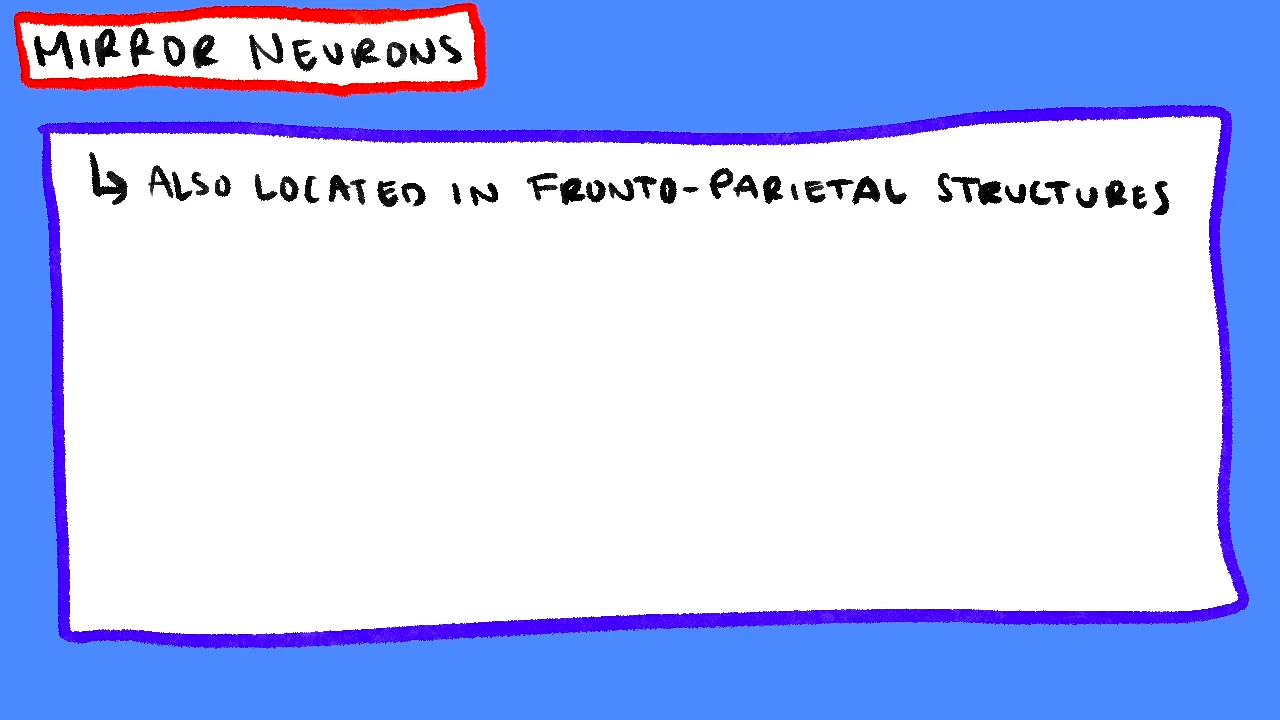 MIRROR NEURONS
↳ ALSO LOCATED IN FRONTO-PARIETAL STRUCTURES